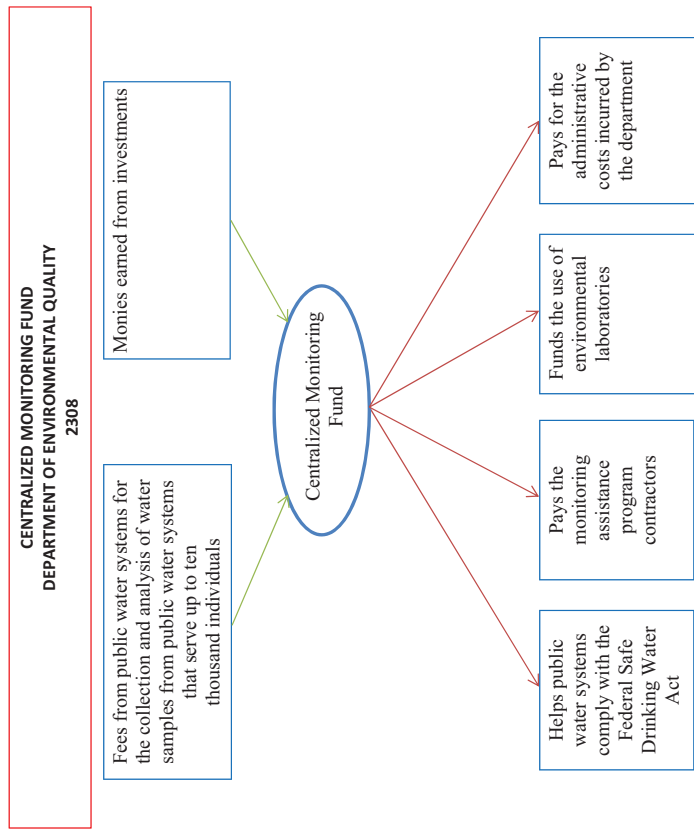 CENTRALIZED MONITORING FUND
DEPARTMENT OF ENVIRONMENTAL QUALITY
2308
Fees from public water systems for
the collection and analysis of water
samples from public water systems
that serve up to ten
thousand individuals
Monies earned from investments
Centralized Monitoring
Fund
Helps public
water systems
comply with the
Federal Safe
Drinking Water
Act
Pays the
monitoring
assistance
program
contractors
Funds the use of
environmental
laboratories
Pays for the
administrative
costs incurred by
the department